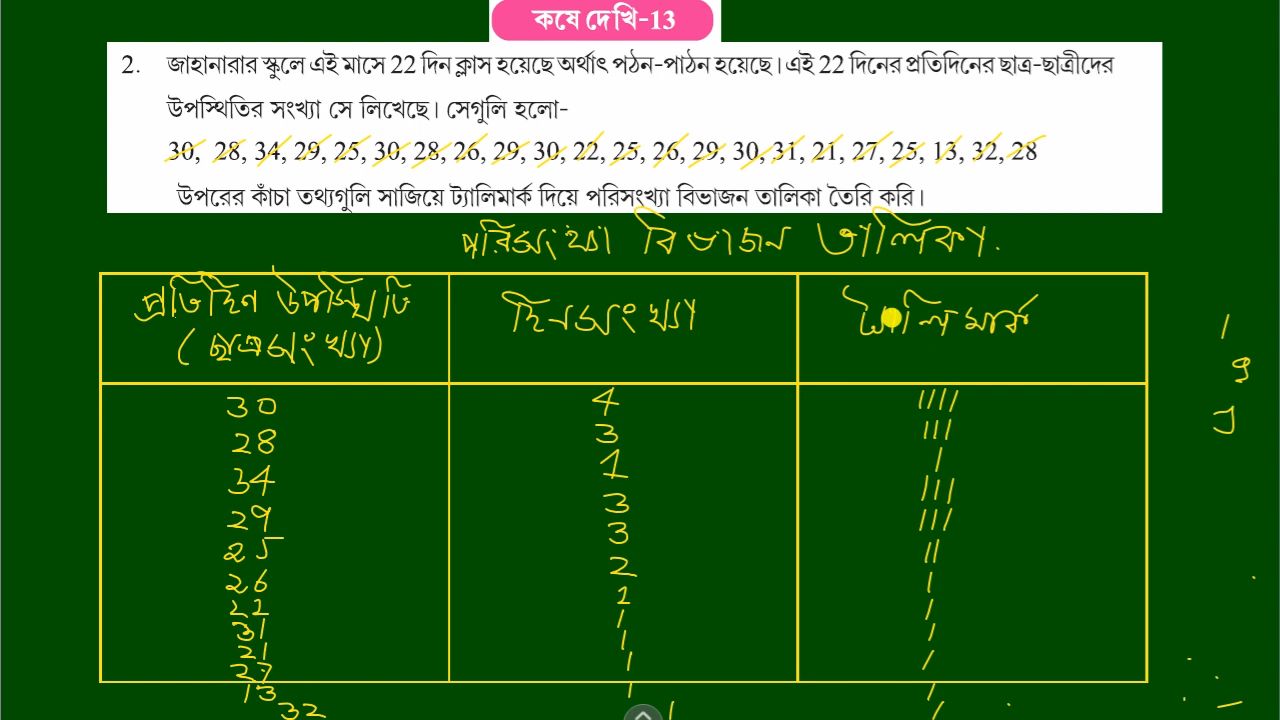 কষে দেখি-13
2. জাহানারার স্কুলে এই মাসে 22 দিন ক্লাস হয়েছে অর্থাৎ পঠন-পাঠন হয়েছে। এই 22 দিনের প্রতিদিনের ছাত্র-ছাত্রীদের
উপস্থিতির সংখ্যা সে লিখেছে। সেগুলি হলো-
30, 28, 34, 29, 25, 30, 28, 26, 29, 30, 22, 25, 26, 29, 30, 31, 21, 27, 25, 13, 32, 28
উপরের কাঁচা তথ্যগুলি সাজিয়ে ট্যালিমার্ক দিয়ে পরিসংখ্যা বিভাজন তালিকা তৈরি করি।
পরিসংখ্যা বিভাজন তালিকা.
প্রতিদিন উপস্থিতি দিনসংখ্যা ট্যালি মার্ক
(ছাত্রসংখ্যা)
30 4 ////
28 3 ///
34 1 /
29 3 ///
25 3 ///
26 2 //
22 1 /
31 1 /
21 1 /
27 1 /
13 1 /
32 1 /